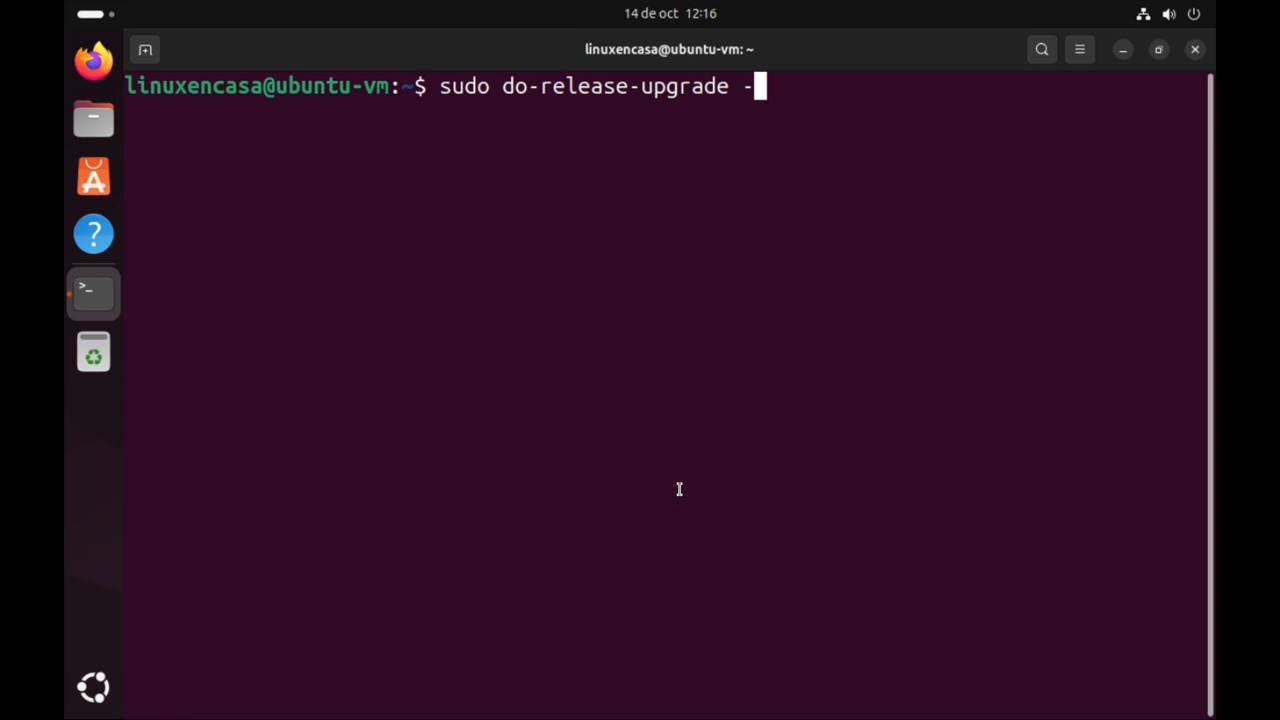 14 de oct 12:16
linuxencasa@ubuntu-vm: ~
linuxencasa@ubuntu-vm:~$ sudo do-release-upgrade -